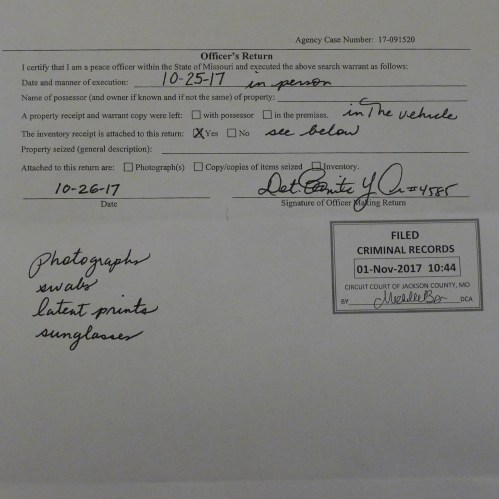 Agency Case Number: 17-091520
Officer's Return
I certify that I am a peace officer within the State of Missouri and executed the above search warrant as follows:
Date and manner of execution: 10-25-17 in person
Name of possessor (and owner if known and if not the same) of property:
A property receipt and warrant copy were left: ☐ with possessor ☐ in the premises. in The vehicle
The inventory receipt is attached to this return: ☒ Yes ☐ No see below
Property seized (general description):
Attached to this return are: ☐ Photograph(s) ☐ Copy/copies of items seized ☐ Inventory.
10-26-17 Det. #4585
Date Signature of Officer Making Return
photographs
swabs
latent prints
sunglasses
FILED
CRIMINAL RECORDS
01-Nov-2017 10:44
CIRCUIT COURT OF JACKSON COUNTY, MO
BY DCA